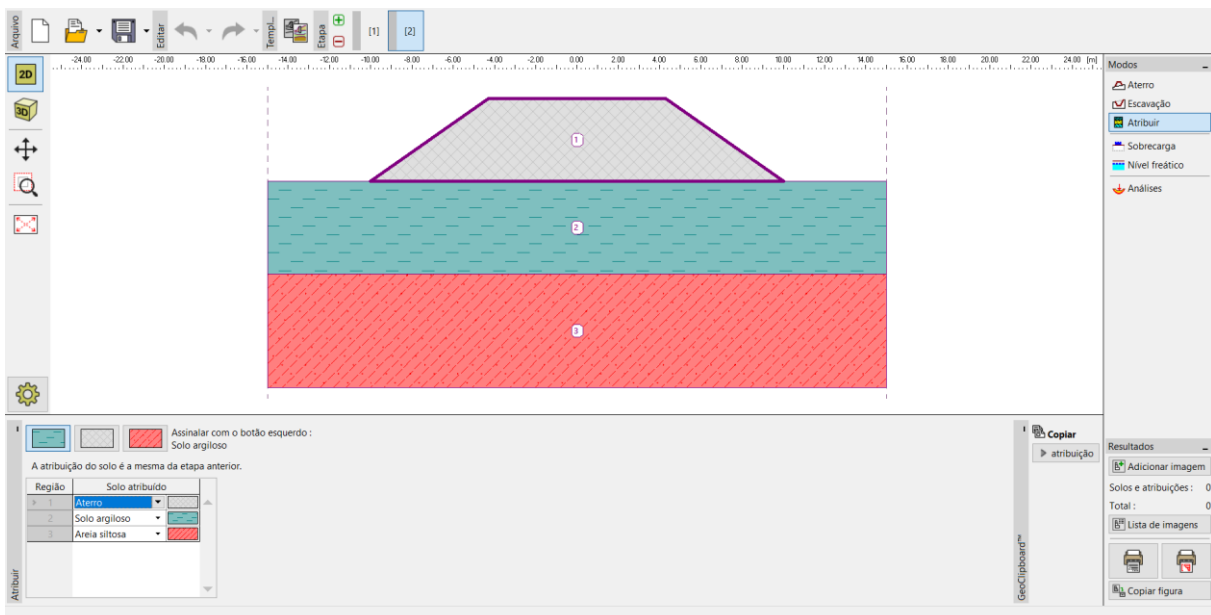 Arquivo
Editar
Templ...
Etapa
[1]
[2]
-24.00 -22.00 -20.00 -18.00 -16.00 -14.00 -12.00 -10.00 -8.00 -6.00 -4.00 -2.00 0.00 2.00 4.00 6.00 8.00 10.00 12.00 14.00 16.00 18.00 20.00 22.00 24.00 [m]
2D
3D
1
2
3
Modos
Aterro
Escavação
Atribuir
Sobrecarga
Nível freático
Análises
Assinalar com o botão esquerdo :
Solo argiloso
A atribuição do solo é a mesma da etapa anterior.
Região Solo atribuído
1 Aterro
2 Solo argiloso
3 Areia siltosa
Atribuir
GeoClipboard™
Copiar
atribuição
Resultados
Adicionar imagem
Solos e atribuições : 0
Total : 0
Lista de imagens
Copiar figura